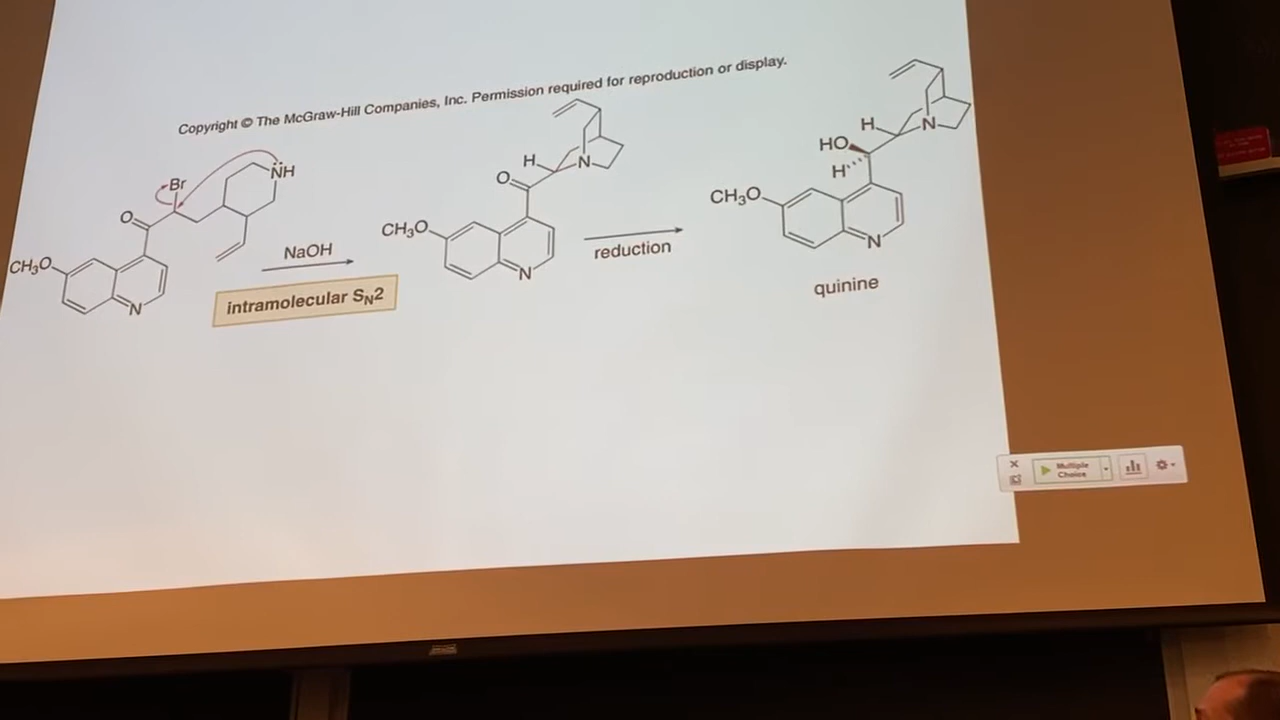 Copyright © The McGraw-Hill Companies, Inc. Permission required for reproduction or display.
Br
NH
O
CH₃O
N
NaOH
intramolecular SN2
H
O
N
CH₃O
N
reduction
H
N
HO
H
CH₃O
N
quinine
Multiple
Choice